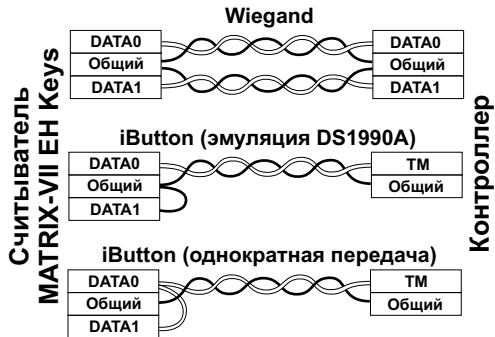 Wiegand
DATA0
Общий
DATA1
DATA0
Общий
DATA1
iButton (эмуляция DS1990A)
DATA0
Общий
DATA1
TM
Общий
iButton (однократная передача)
DATA0
Общий
DATA1
TM
Общий
Считыватель
MATRIX-VII EH Keys
Контроллер